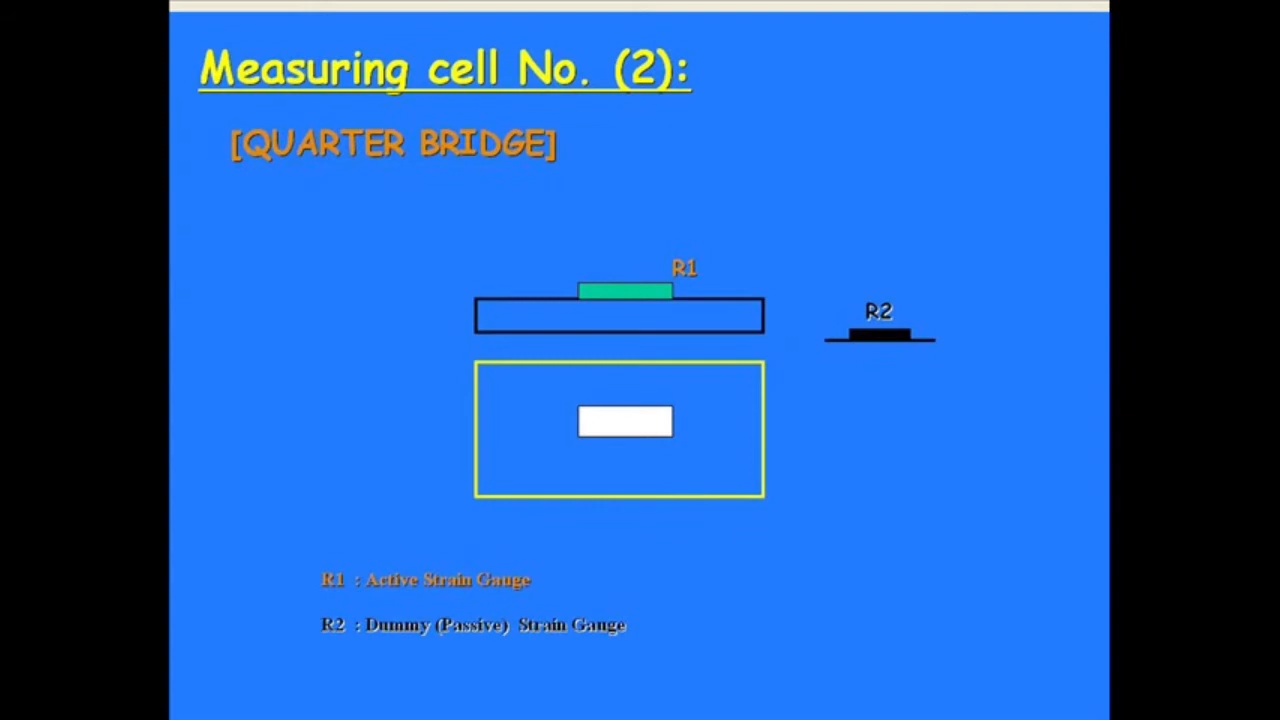 Measuring cell No. (2):
[QUARTER BRIDGE]
R1
R2
R1 : Active Strain Gauge
R2 : Dummy (Passive) Strain Gauge